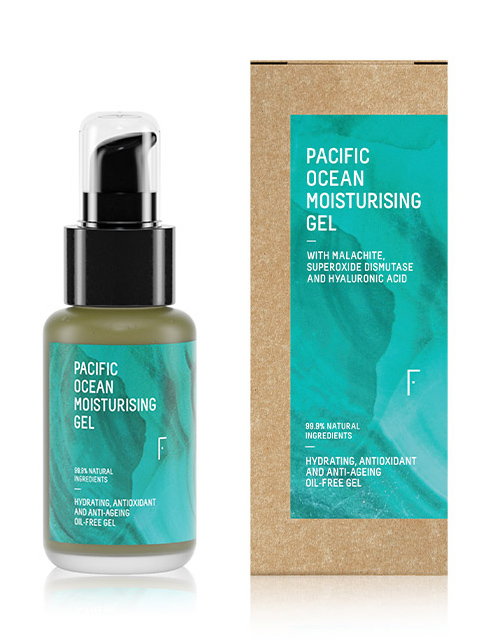 PACIFIC
OCEAN
MOISTURISING
GEL
F
99.9% NATURAL
INGREDIENTS
HYDRATING, ANTIOXIDANT
AND ANTI-AGEING
OIL-FREE GEL
PACIFIC
OCEAN
MOISTURISING
GEL
WITH MALACHITE,
SUPEROXIDE DISMUTASE
AND HYALURONIC ACID
F
99.9% NATURAL
INGREDIENTS
HYDRATING, ANTIOXIDANT
AND ANTI-AGEING
OIL-FREE GEL